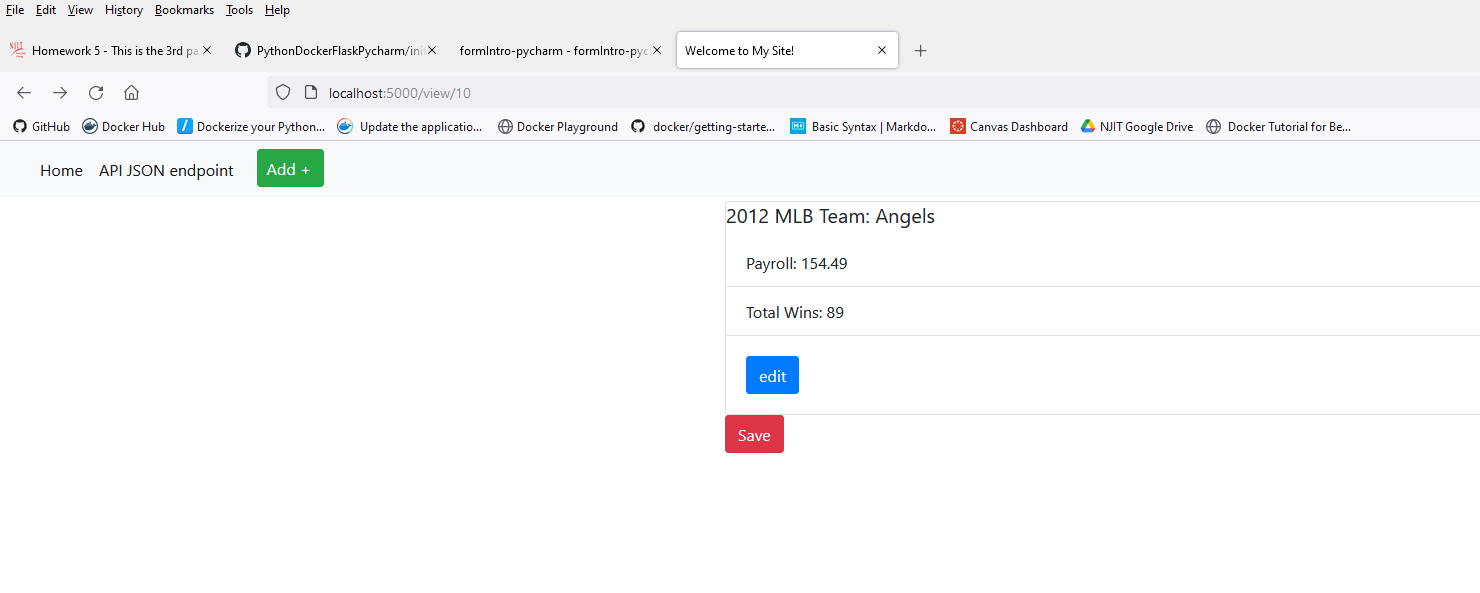 File Edit View History Bookmarks Tools Help
Homework 5 - This is the 3rd pa PythonDockerFlaskPycharm/ini formIntro-pycharm - formIntro-pyc Welcome to My Site!
localhost:5000/view/10
GitHub Docker Hub Dockerize your Python... Update the applicatio... Docker Playground docker/getting-starte... Basic Syntax | Markdo... Canvas Dashboard NJIT Google Drive Docker Tutorial for Be...
Home API JSON endpoint Add +
2012 MLB Team: Angels
Payroll: 154.49
Total Wins: 89
edit
Save